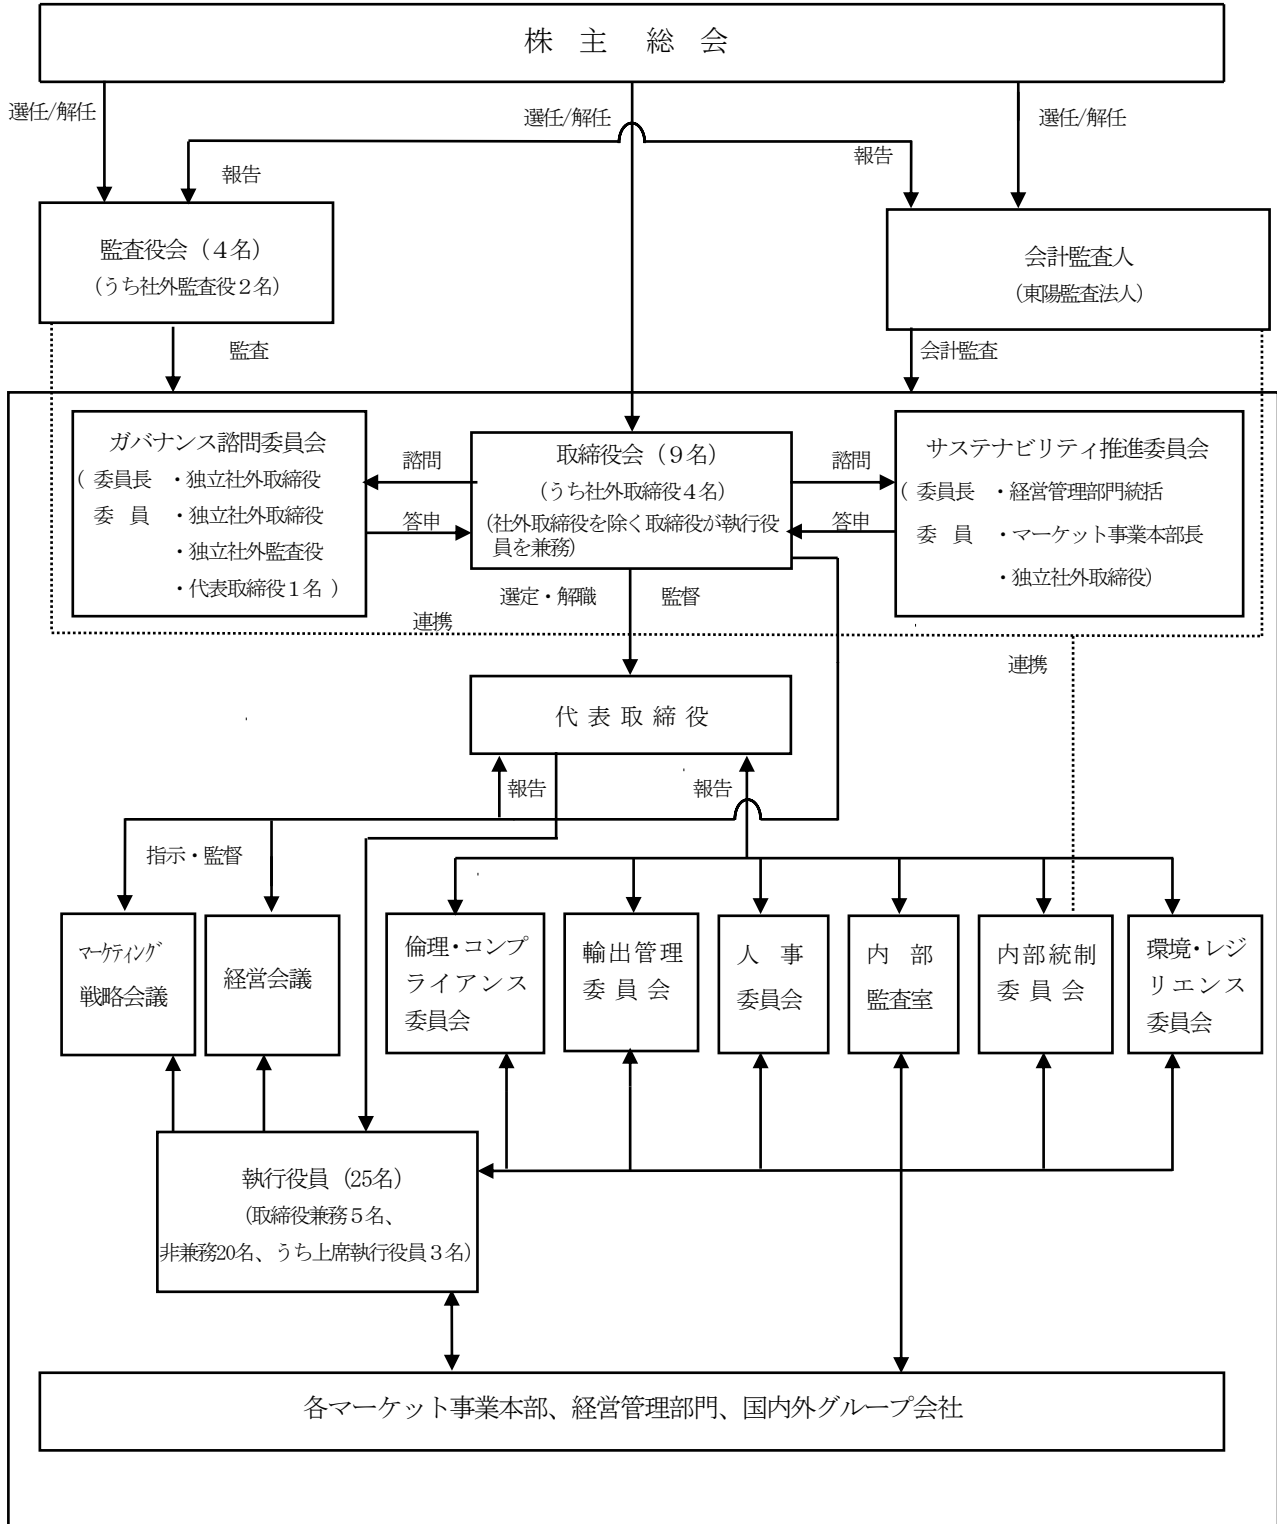 株 主 総 会
選任/解任
選任/解任
選任/解任
報告
報告
監査役会（４名）
（うち社外監査役２名）
会計監査人
（東陽監査法人）
監査
会計監査
ガバナンス諮問委員会
（ 委員長 ・独立社外取締役
委 員 ・独立社外取締役
・独立社外監査役
・代表取締役１名 ）
諮問
答申
取締役会（９名）
（うち社外取締役４名）
（社外取締役を除く取締役が執行役
員を兼務）
諮問
答申
サステナビリティ推進委員会
（ 委員長 ・経営管理部門統括
委 員 ・マーケット事業本部長
・独立社外取締役）
選定・解職
監督
連携
連携
代 表 取 締 役
報告
報告
指示・監督
マーケティング
戦略会議
経営会議
倫理・コンプ
ライアンス
委員会
輸出管理
委 員 会
人 事
委員会
内 部
監査室
内部統制
委 員 会
環境・レジ
リエンス
委員会
執行役員（25名）
（取締役兼務５名、
非兼務20名、うち上席執行役員３名）
各マーケット事業本部、経営管理部門、国内外グループ会社